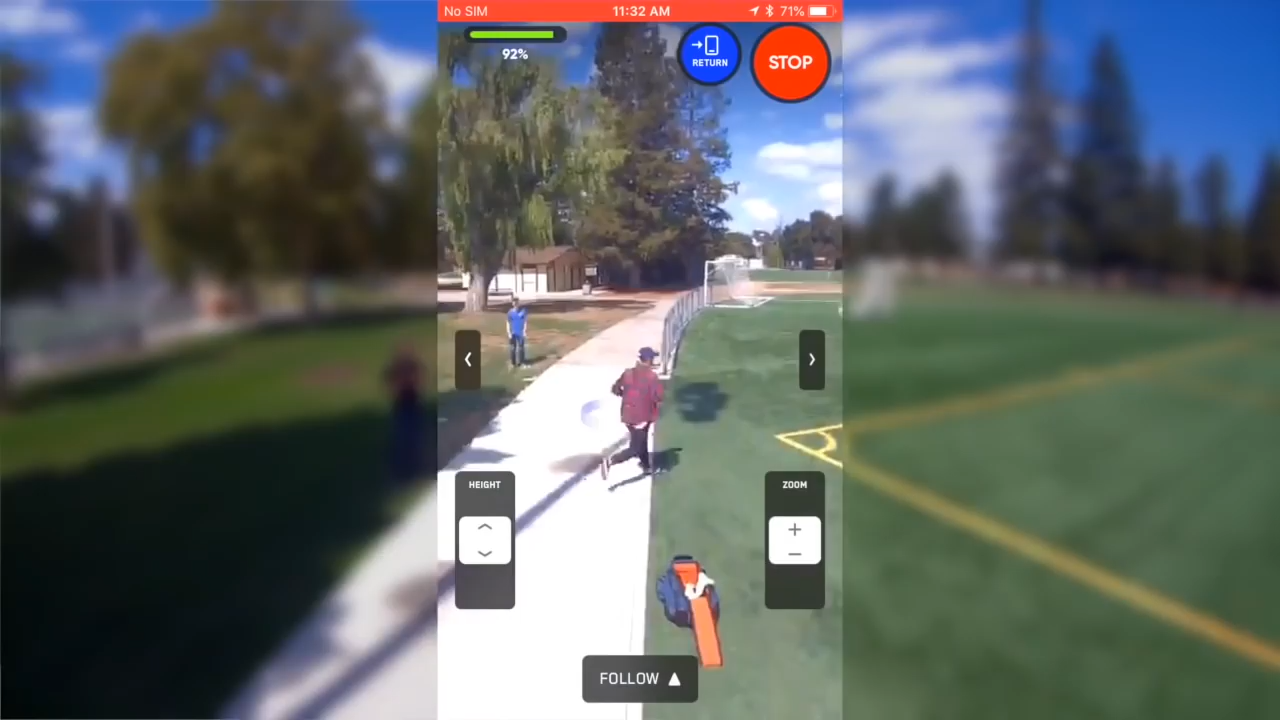 No SIM
11:32 AM
71%
92%
RETURN
STOP
HEIGHT
ZOOM
FOLLOW